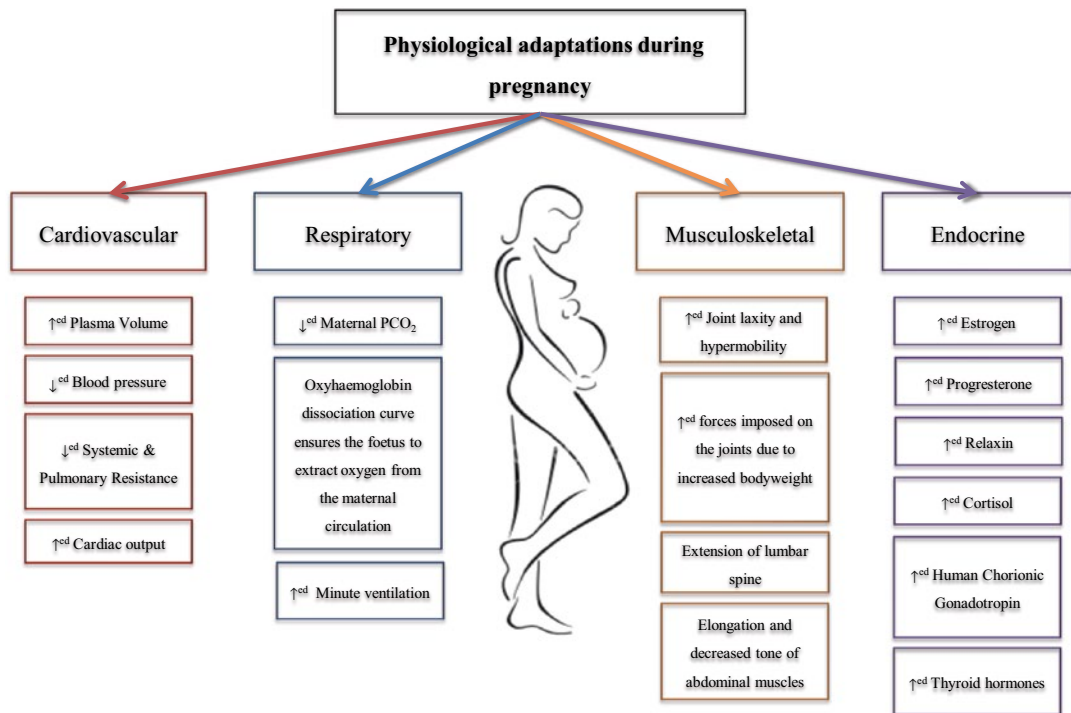 Physiological adaptations during
pregnancy
Cardiovascular
↑ed Plasma Volume
↓ed Blood pressure
↓ed Systemic &
Pulmonary Resistance
↑ed Cardiac output
Respiratory
↓ed Maternal PCO2
Oxyhaemoglobin
dissociation curve
ensures the foetus to
extract oxygen from
the maternal
circulation
↑ed Minute ventilation
Musculoskeletal
↑ed Joint laxity and
hypermobility
↑ed forces imposed on
the joints due to
increased bodyweight
Extension of lumbar
spine
Elongation and
decreased tone of
abdominal muscles
Endocrine
↑ed Estrogen
↑ed Progresterone
↑ed Relaxin
↑ed Cortisol
↑ed Human Chorionic
Gonadotropin
↑ed Thyroid hormones